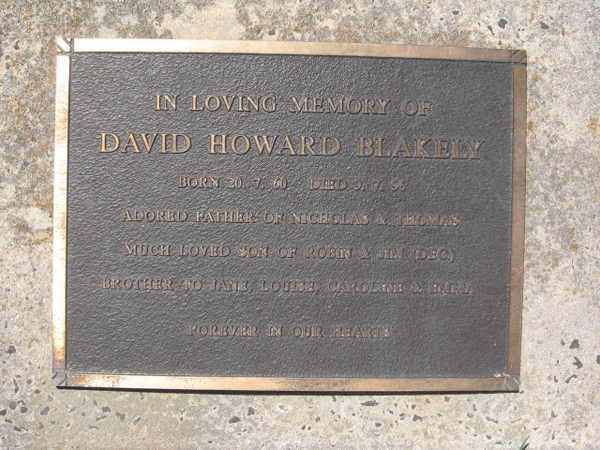 IN LOVING MEMORY OF
DAVID HOWARD BLAKELY
BORN 20. 7. 60 DIED 9. 7. 96
ADORED FATHER OF NICHOLAS & THOMAS
MUCH LOVED SON OF ROBIN & JIM (DEC)
BROTHER TO JANE, LOUISE, CAROLINE &
FOREVER IN OUR HEARTS